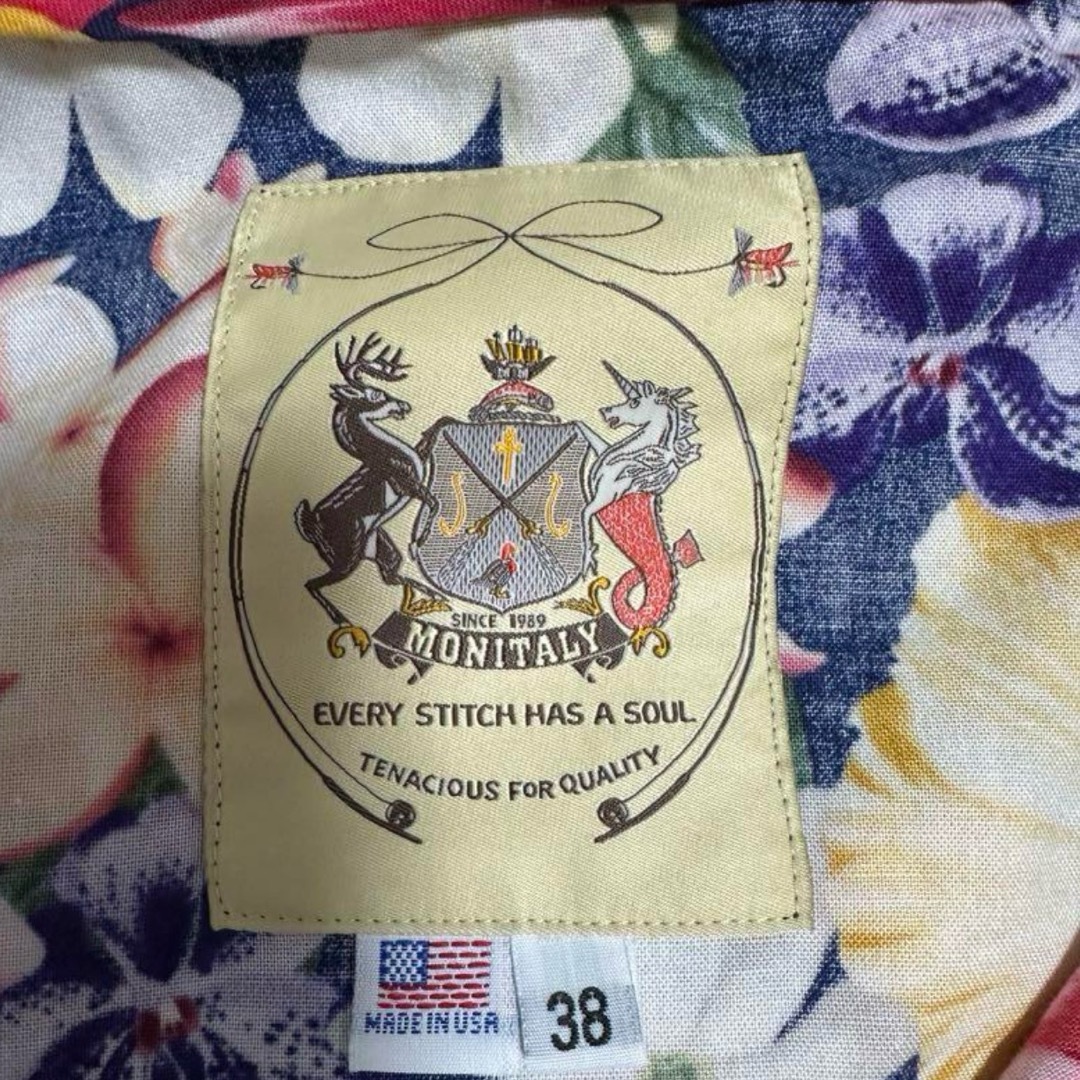 SINCE 1989
MONITALY
EVERY STITCH HAS A SOUL
TENACIOUS FOR QUALITY
MADE IN USA
38